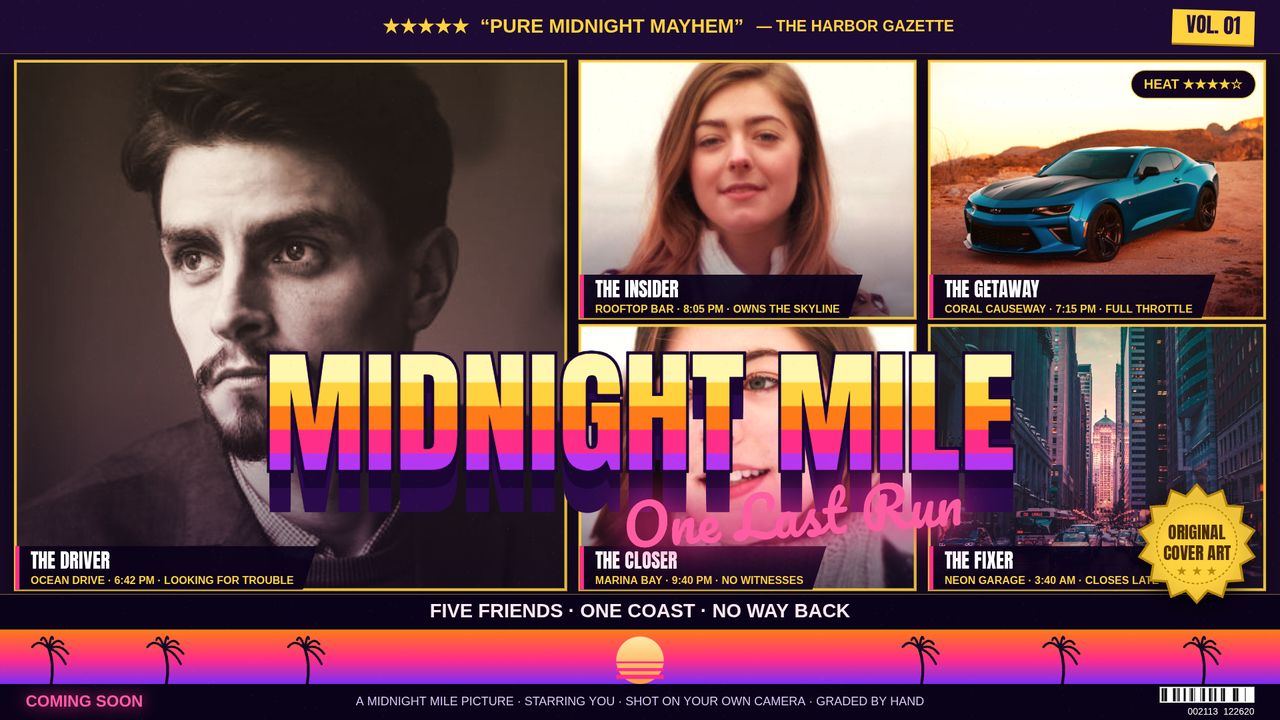 ★★★★★ “PURE MIDNIGHT MAYHEM” — THE HARBOR GAZETTE
VOL. 01
HEAT ★★★★☆
THE INSIDER
ROOFTOP BAR · 8:05 PM · OWNS THE SKYLINE
THE GETAWAY
CORAL CAUSEWAY · 7:15 PM · FULL THROTTLE
MIDNIGHT MILE
One Last Run
THE DRIVER
OCEAN DRIVE · 6:42 PM · LOOKING FOR TROUBLE
THE CLOSER
MARINA BAY · 9:40 PM · NO WITNESSES
THE FIXER
NEON GARAGE · 3:40 AM · CLOSES LATE
ORIGINAL
COVER ART
★ ★ ★
FIVE FRIENDS · ONE COAST · NO WAY BACK
COMING SOON
A MIDNIGHT MILE PICTURE · STARRING YOU · SHOT ON YOUR OWN CAMERA · GRADED BY HAND
002113 122620